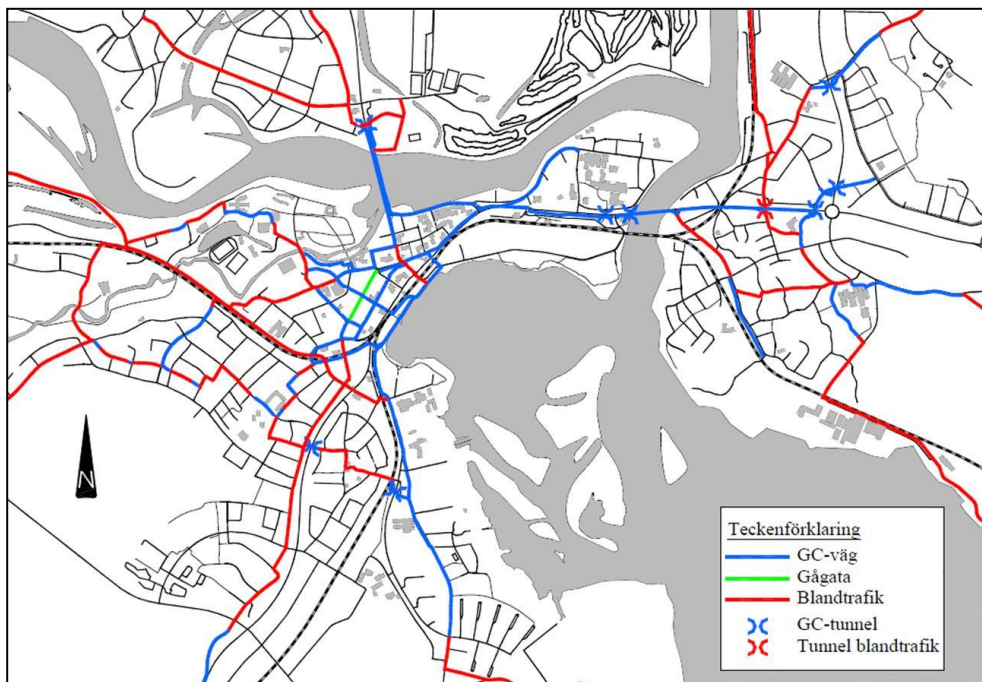 N
Teckenförklaring
GC-väg
Gågata
Blandtrafik
GC-tunnel
Tunnel blandtrafik